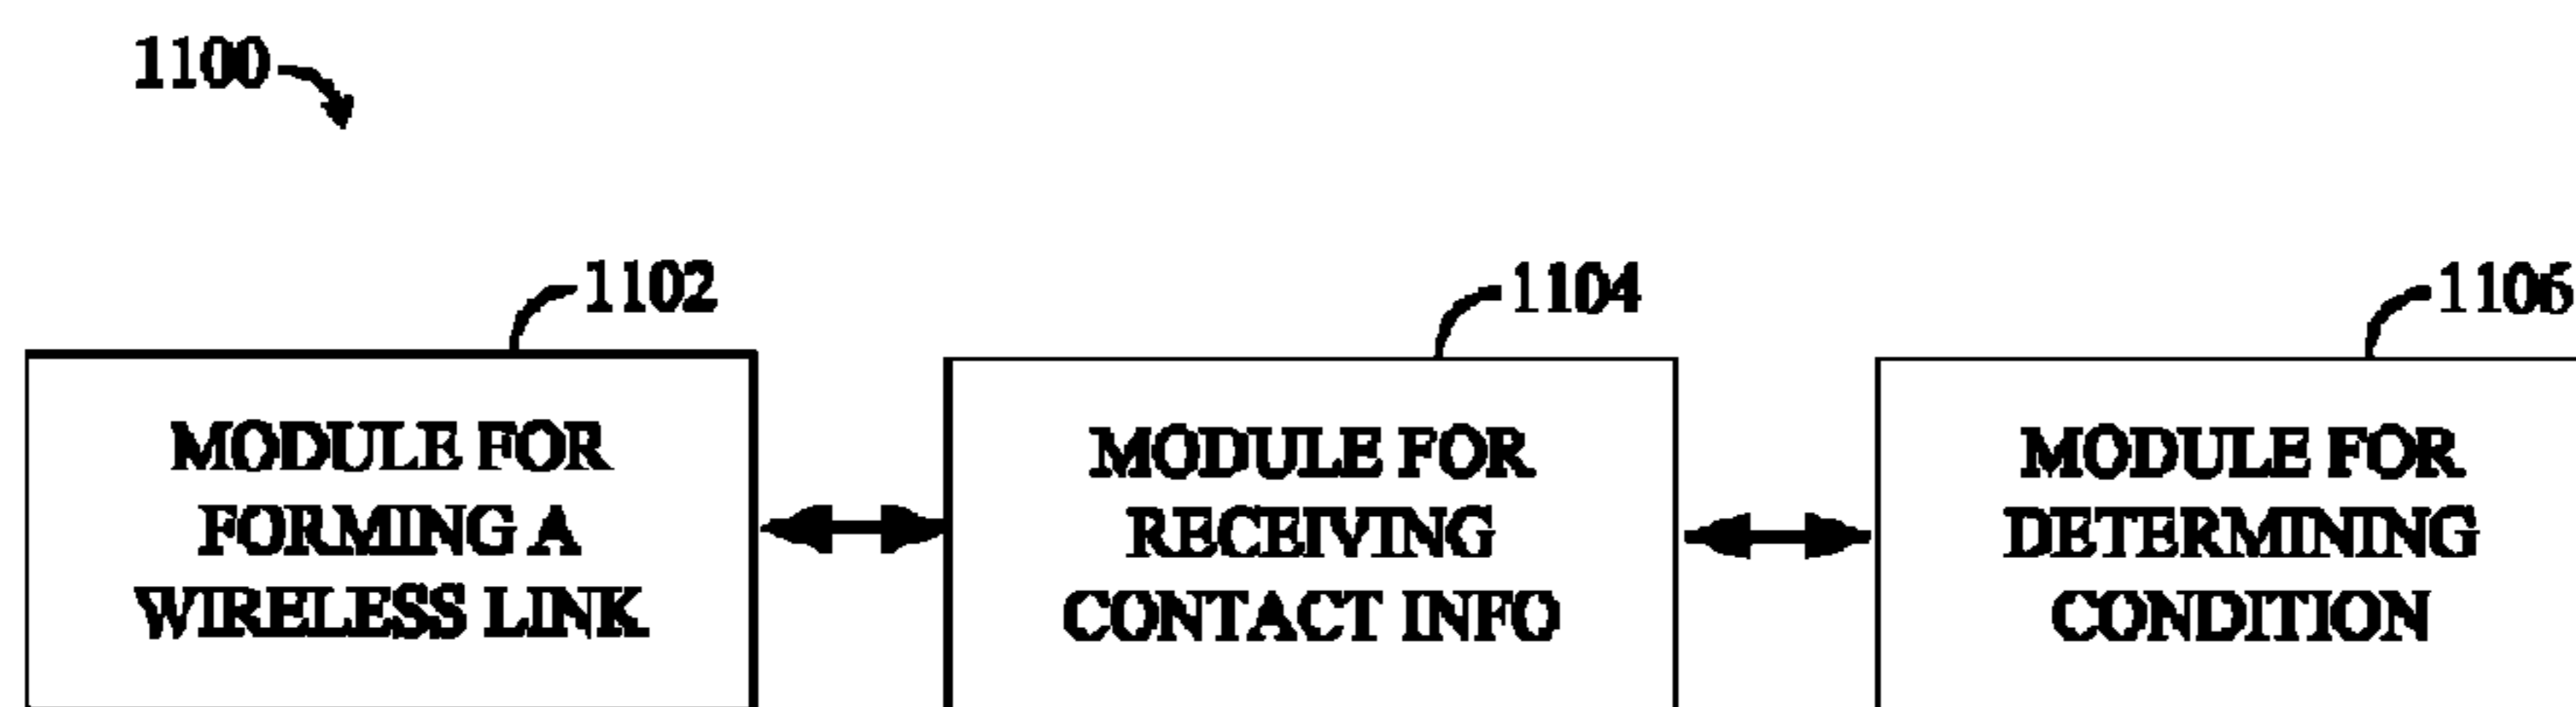 1100
1102
1104
1106
MODULE FOR
FORMING A
WIRELESS LINK
MODULE FOR
RECEIVING
CONTACT INFO
MODULE FOR
DETERMINING
CONDITION